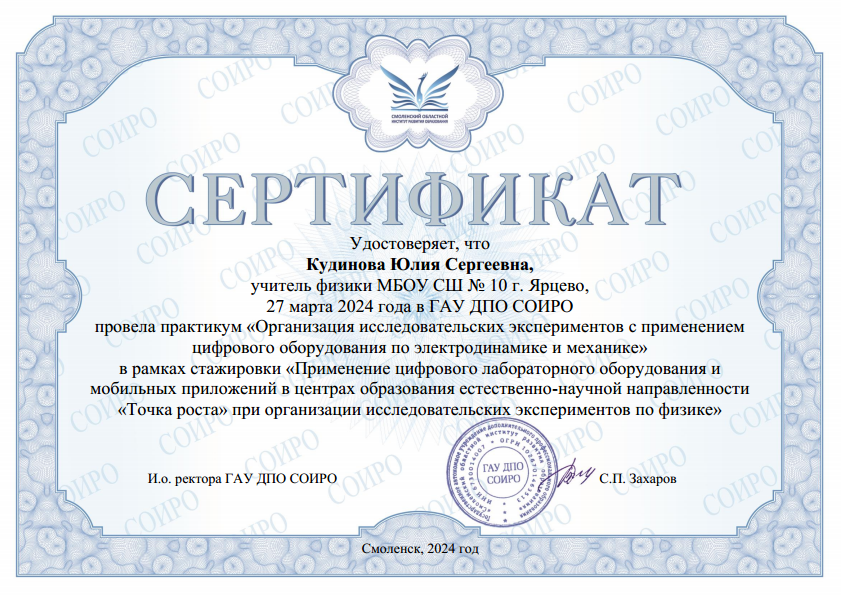 СМОЛЕНСКИЙ ОБЛАСТНОЙ
ИНСТИТУТ РАЗВИТИЯ ОБРАЗОВАНИЯ
СЕРТИФИКАТ
Удостоверяет, что
Кудинова Юлия Сергеевна,
учитель физики МБОУ СШ № 10 г. Ярцево,
27 марта 2024 года в ГАУ ДПО СОИРО
провела практикум «Организация исследовательских экспериментов с применением
цифрового оборудования по электродинамике и механике»
в рамках стажировки «Применение цифрового лабораторного оборудования и
мобильных приложений в центрах образования естественно-научной направленности
«Точка роста» при организации исследовательских экспериментов по физике»
И.о. ректора ГАУ ДПО СОИРО
ГАУ ДПО
СОИРО
С.П. Захаров
Смоленск, 2024 год
СОИРО